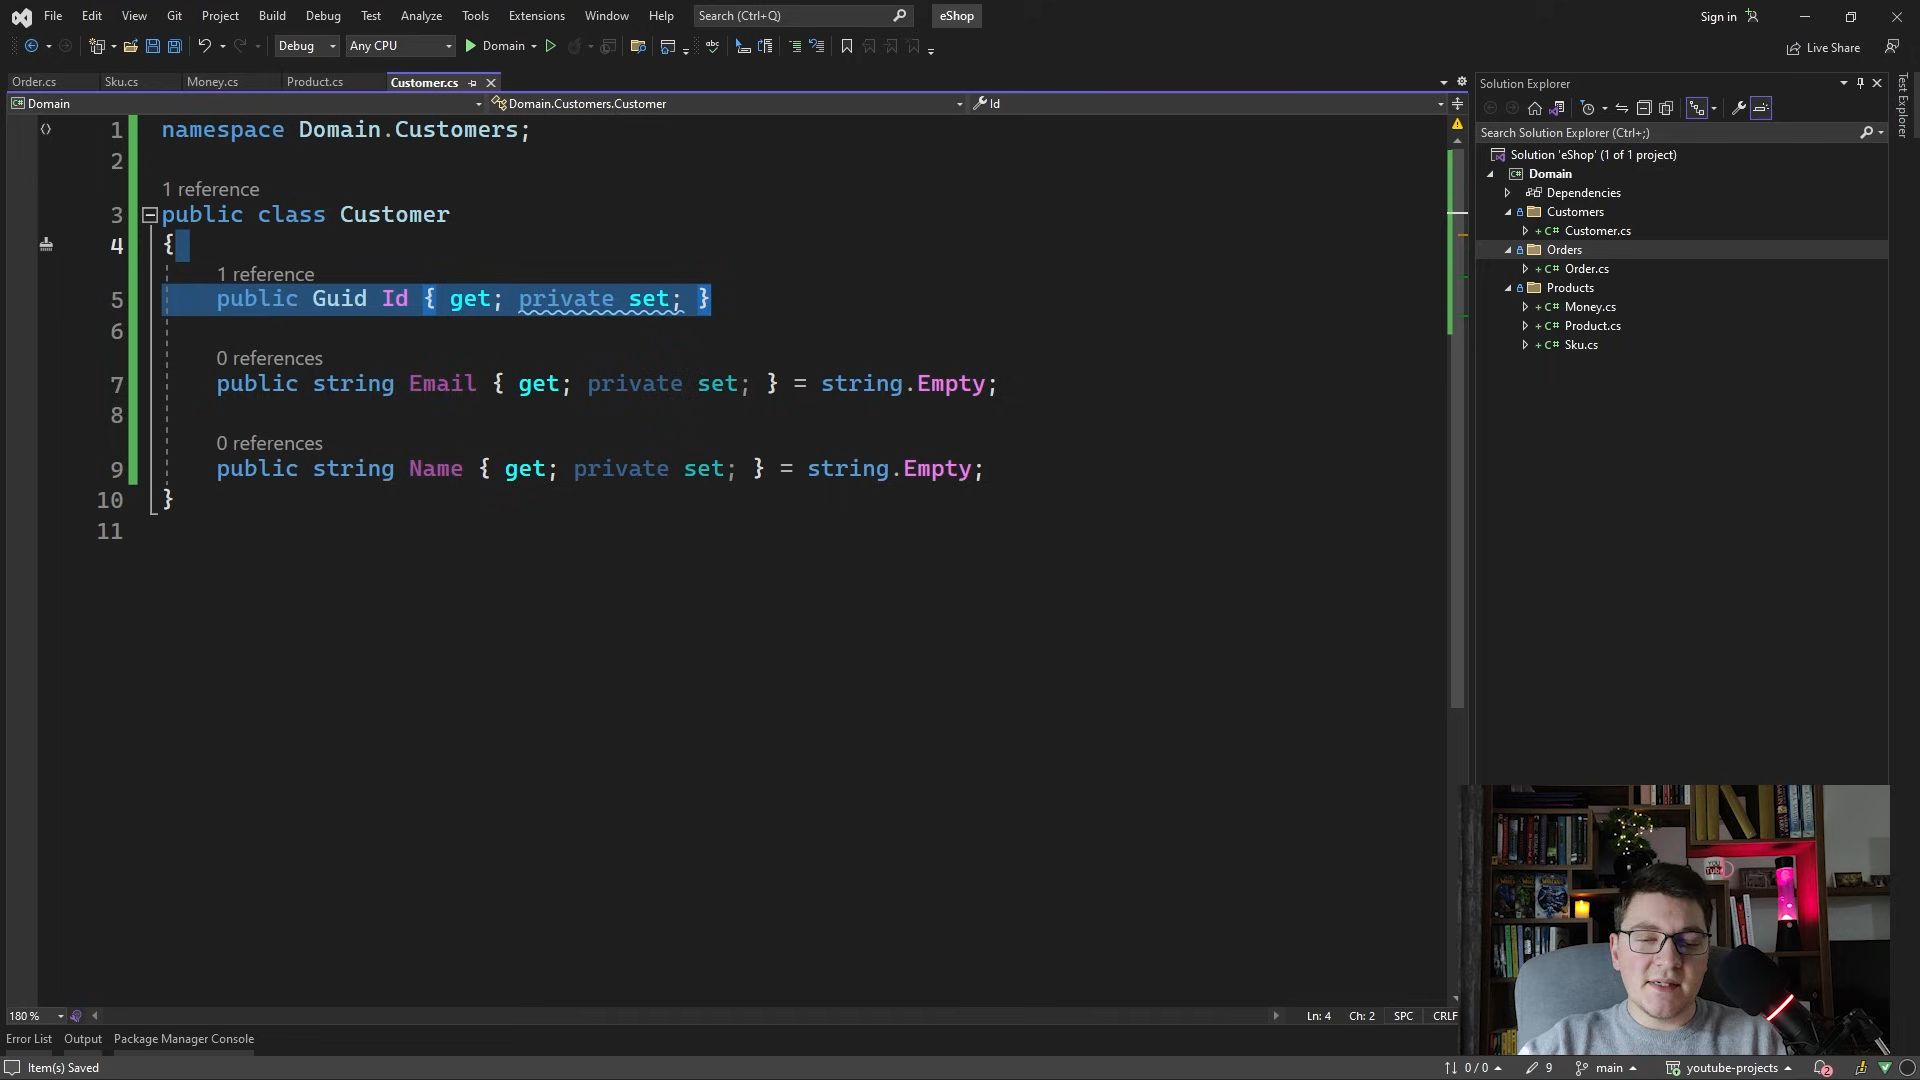 File Edit View Git Project Build Debug Test Analyze Tools Extensions Window Help Search (Ctrl+Q) eShop Sign in
Debug Any CPU Domain Live Share
Order.cs Sku.cs Money.cs Product.cs Customer.cs
Domain Domain.Customers.Customer Id
1 namespace Domain.Customers;
2
1 reference
3 public class Customer
4 {
1 reference
5 public Guid Id { get; private set; }
6
0 references
7 public string Email { get; private set; } = string.Empty;
8
0 references
9 public string Name { get; private set; } = string.Empty;
10 }
11
180 % Ln: 4 Ch: 2 SPC CRLF
Error List Output Package Manager Console
Item(s) Saved 0 / 0 9 main youtube-projects 2
Solution Explorer
Search Solution Explorer (Ctrl+;)
Solution 'eShop' (1 of 1 project)
C# Domain
Dependencies
Customers
+ C# Customer.cs
Orders
+ C# Order.cs
Products
+ C# Money.cs
+ C# Product.cs
+ C# Sku.cs
Test Explorer
YOU
Tube